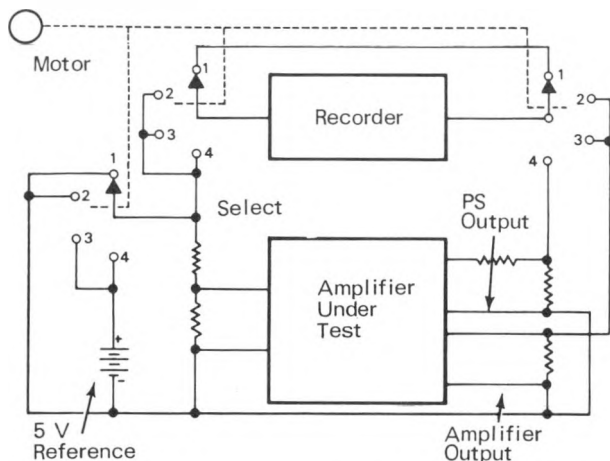 Motor
1
1
2
2
Recorder
3
3
4
4
1
2
Select
PS
Output
3
4
Amplifier
Under
Test
+
-
5 V
Reference
Amplifier
Output